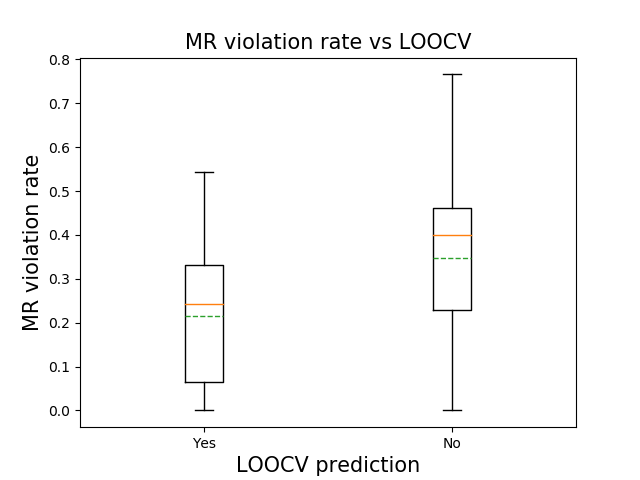 MR violation rate vs LOOCV
MR violation rate
0.8
0.7
0.6
0.5
0.4
0.3
0.2
0.1
0.0
Yes
No
LOOCV prediction